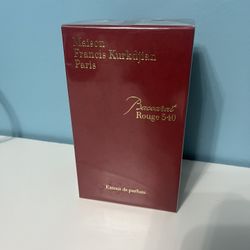 Maison
Francis Kurkdjian
Paris
Baccarat
Rouge 540
Extrait de parfum